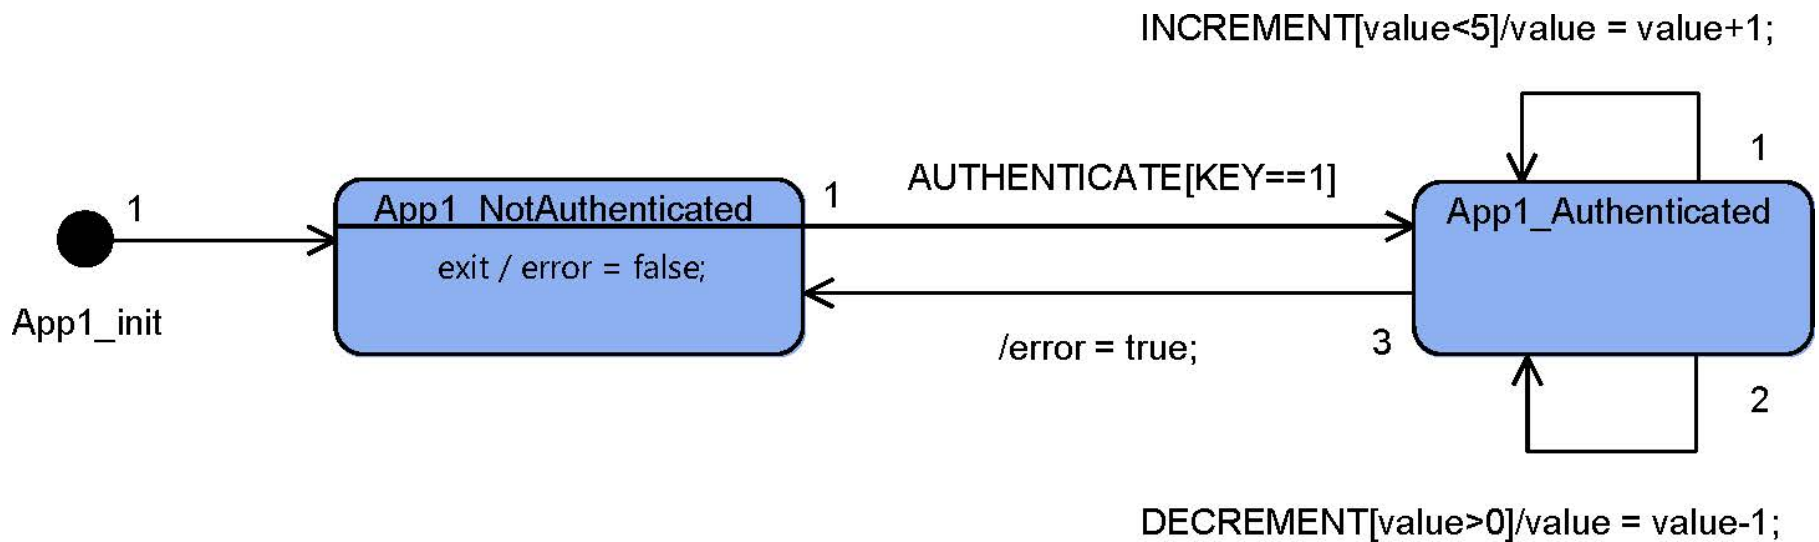 INCREMENT[value<5]/value = value+1;
1
1
App1_NotAuthenticated
1
AUTHENTICATE[KEY==1]
App1_Authenticated
exit / error = false;
App1_init
/error = true;
3
2
DECREMENT[value>0]/value = value-1;